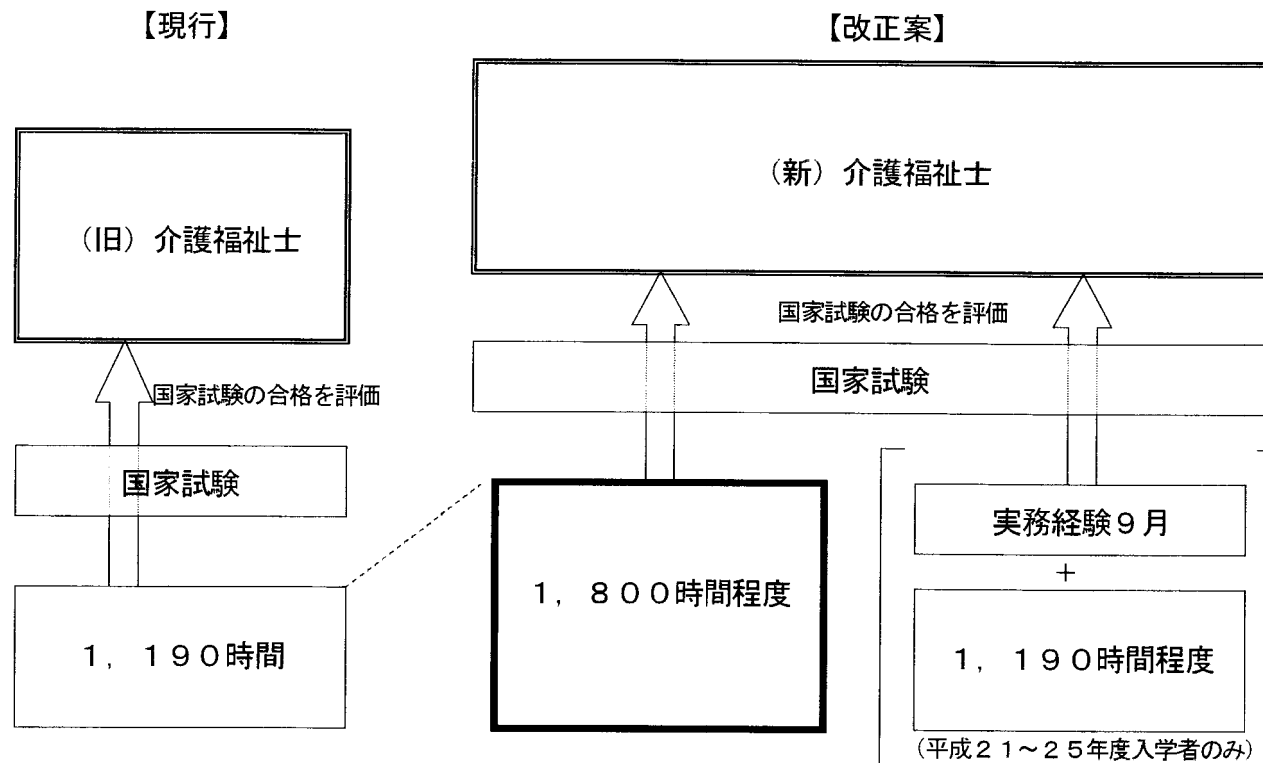 【現行】
【改正案】
(旧)介護福祉士
(新)介護福祉士
国家試験の合格を評価
国家試験の合格を評価
国家試験
国家試験
1,190時間
1,800時間程度
実務経験9月
+
1,190時間程度
(平成21~25年度入学者のみ)